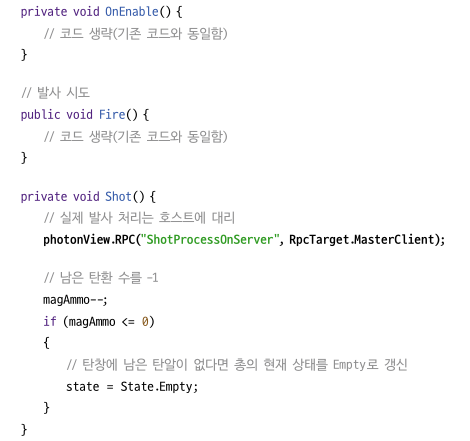 private void OnEnable() {
    // 코드 생략(기존 코드와 동일함)
}

// 발사 시도
public void Fire() {
    // 코드 생략(기존 코드와 동일함)
}

private void Shot() {
    // 실제 발사 처리는 호스트에 대리
    photonView.RPC("ShotProcessOnServer", RpcTarget.MasterClient);

    // 남은 탄환 수를 -1
    magAmmo--;
    if (magAmmo <= 0)
    {
        // 탄창에 남은 탄알이 없다면 총의 현재 상태를 Empty로 갱신
        state = State.Empty;
    }
}